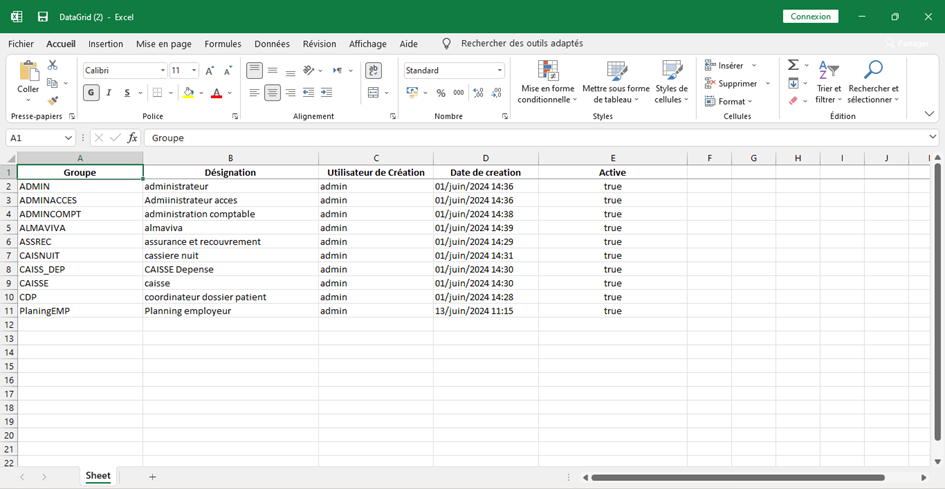 DataGrid (2) - Excel
Connexion
Fichier Accueil Insertion Mise en page Formules Données Révision Affichage Aide Rechercher des outils adaptés Partager
Coller
Presse-papiers
Calibri 11 A A
G I S A
Police
ab
Alignement
Standard
% 000
Nombre
Mise en forme conditionnelle
Mettre sous forme de tableau
Styles de cellules
Styles
Insérer
Supprimer
Format
Cellules
Σ
Trier et filtrer
Rechercher et sélectionner
Édition
A1 fx Groupe
A B C D E F G H I J
1 Groupe Désignation Utilisateur de Création Date de creation Active
2 ADMIN administrateur admin 01/juin/2024 14:36 true
3 ADMINACCES Admiinistrateur acces admin 01/juin/2024 14:36 true
4 ADMINCOMPT administration comptable admin 01/juin/2024 14:38 true
5 ALMAVIVA almaviva admin 01/juin/2024 14:39 true
6 ASSREC assurance et recouvrement admin 01/juin/2024 14:29 true
7 CAISNUIT cassiere nuit admin 01/juin/2024 14:31 true
8 CAISS_DEP CAISSE Depense admin 01/juin/2024 14:30 true
9 CAISSE caisse admin 01/juin/2024 14:30 true
10 CDP coordinateur dossier patient admin 01/juin/2024 14:28 true
11 PlaningEMP Planning employeur admin 13/juin/2024 11:15 true
12
13
14
15
16
17
18
19
20
21
22
Sheet